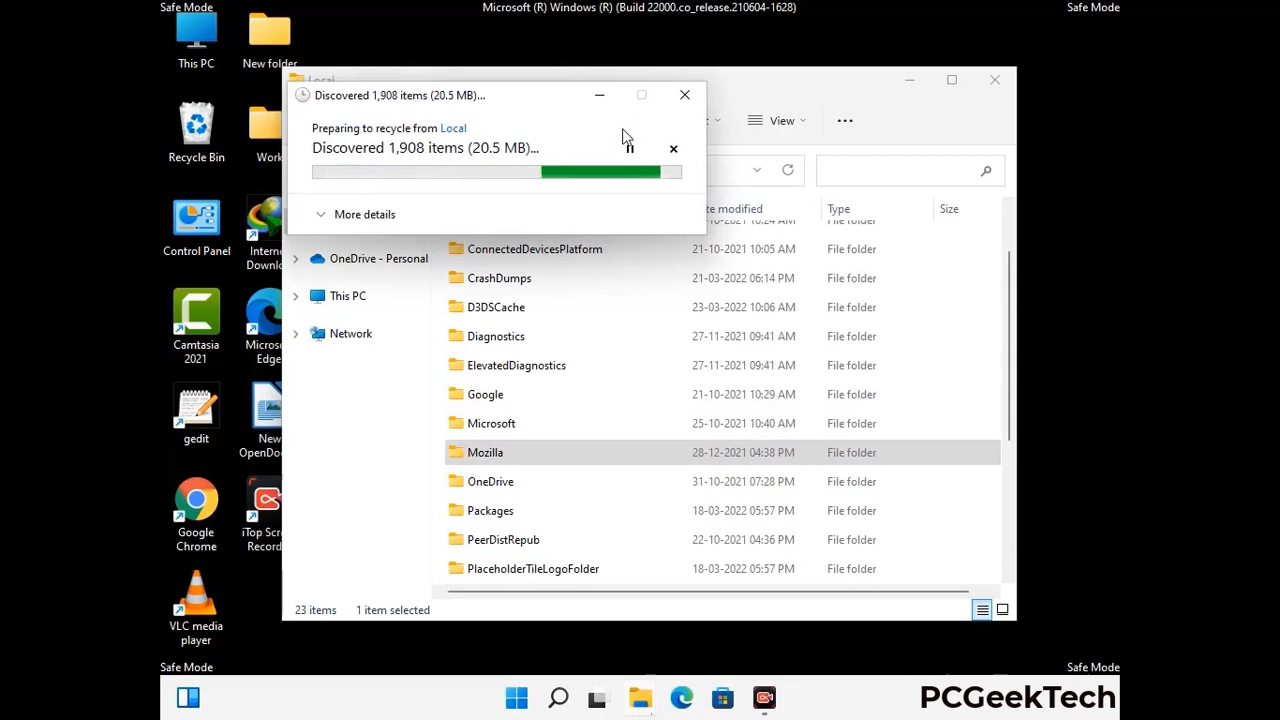 Safe Mode
Microsoft (R) Windows (R) (Build 22000.co_release.210604-1628)
Safe Mode
This PC
New folder
Recycle Bin
Work
Control Panel
Intern
Downlo
Camtasia
2021
Micros
Edge
gedit
New
OpenDoc
Google
Chrome
iTop Scre
Record
VLC media
player
Local
Discovered 1,908 items (20.5 MB)...
Preparing to recycle from Local
Discovered 1,908 items (20.5 MB)...
More details
View
te modified
Type
Size
OneDrive - Personal
This PC
Network
File folder
ConnectedDevicesPlatform 21-10-2021 10:05 AM File folder
CrashDumps 21-03-2022 06:14 PM File folder
D3DSCache 23-03-2022 10:06 AM File folder
Diagnostics 27-11-2021 09:41 AM File folder
ElevatedDiagnostics 27-11-2021 09:41 AM File folder
Google 21-10-2021 10:29 AM File folder
Microsoft 25-10-2021 10:40 AM File folder
Mozilla 28-12-2021 04:38 PM File folder
OneDrive 31-10-2021 07:28 PM File folder
Packages 18-03-2022 05:57 PM File folder
PeerDistRepub 22-10-2021 04:36 PM File folder
PlaceholderTileLogoFolder 18-03-2022 05:57 PM File folder
23 items 1 item selected
Safe Mode
Safe Mode
PCGeekTech